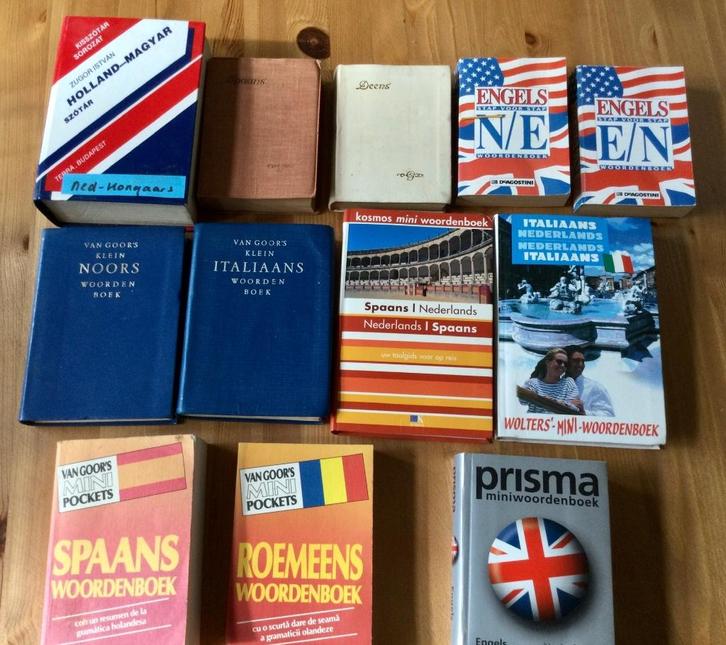 KISSZÓTÁR
SOROZAT
ZUGOR ISTVÁN
HOLLAND–MAGYAR
SZÓTÁR
TERRA, BUDAPEST
Ned-Hongaars
Spaans
Deens
ENGELS
STAP VOOR STAP
N/E
WOORDENBOEK
DEAGOSTINI
ENGELS
STAP VOOR STAP
E/N
WOORDENBOEK
DEAGOSTINI
VAN GOOR'S
KLEIN
NOORS
WOORDEN
BOEK
VAN GOOR'S
KLEIN
ITALIAANS
WOORDEN
BOEK
kosmos mini woordenboek
Spaans | Nederlands
Nederlands | Spaans
uw taalgids voor op reis
ITALIAANS
NEDERLANDS
NEDERLANDS
ITALIAANS
WOLTERS'-MINI-WOORDENBOEK
VAN GOOR'S
MINI
POCKETS
SPAANS
WOORDENBOEK
con un resumen de la
gramática holandesa
VAN GOOR'S
MINI
POCKETS
ROEMEENS
WOORDENBOEK
cu o scurtă dare de seamă
a gramaticii olandeze
prisma
prisma
miniwoordenboek
Engels